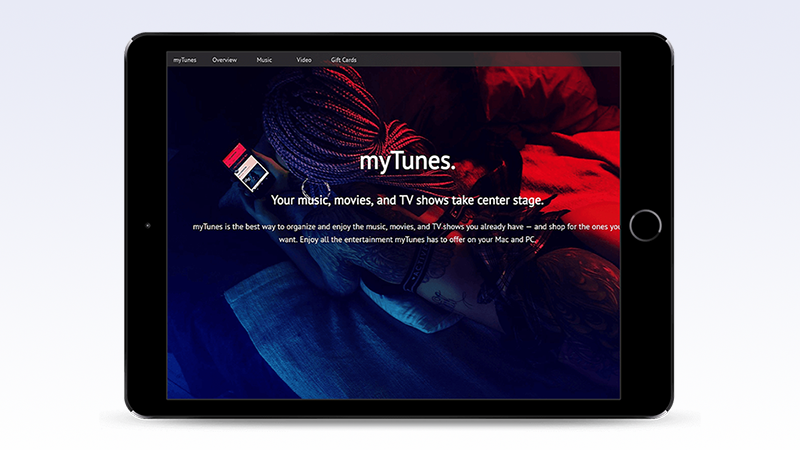 myTunes Overview Music Video Gift Cards
myTunes.
Your music, movies, and TV shows take center stage.
myTunes is the best way to organize and enjoy the music, movies, and TV shows you already have — and shop for the ones you
want. Enjoy all the entertainment myTunes has to offer on your Mac and PC.